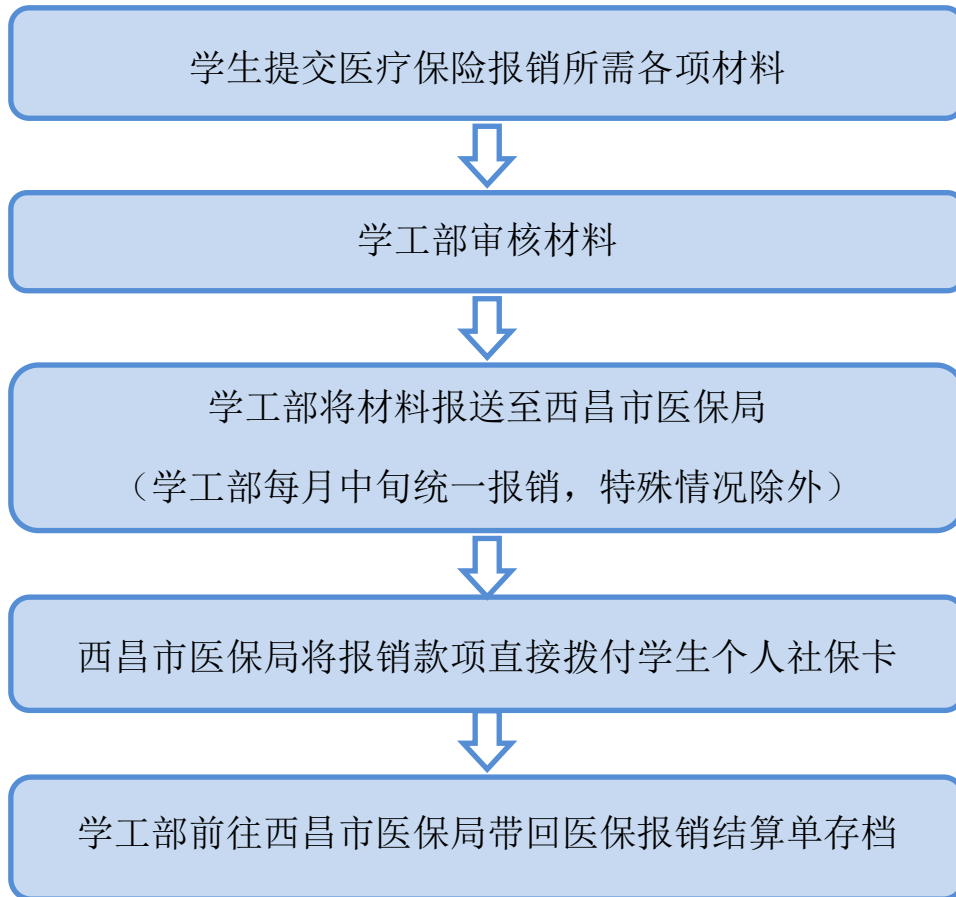 学生提交医疗保险报销所需各项材料
学工部审核材料
学工部将材料报送至西昌市医保局
（学工部每月中旬统一报销，特殊情况除外）
西昌市医保局将报销款项直接拨付学生个人社保卡
学工部前往西昌市医保局带回医保报销结算单存档